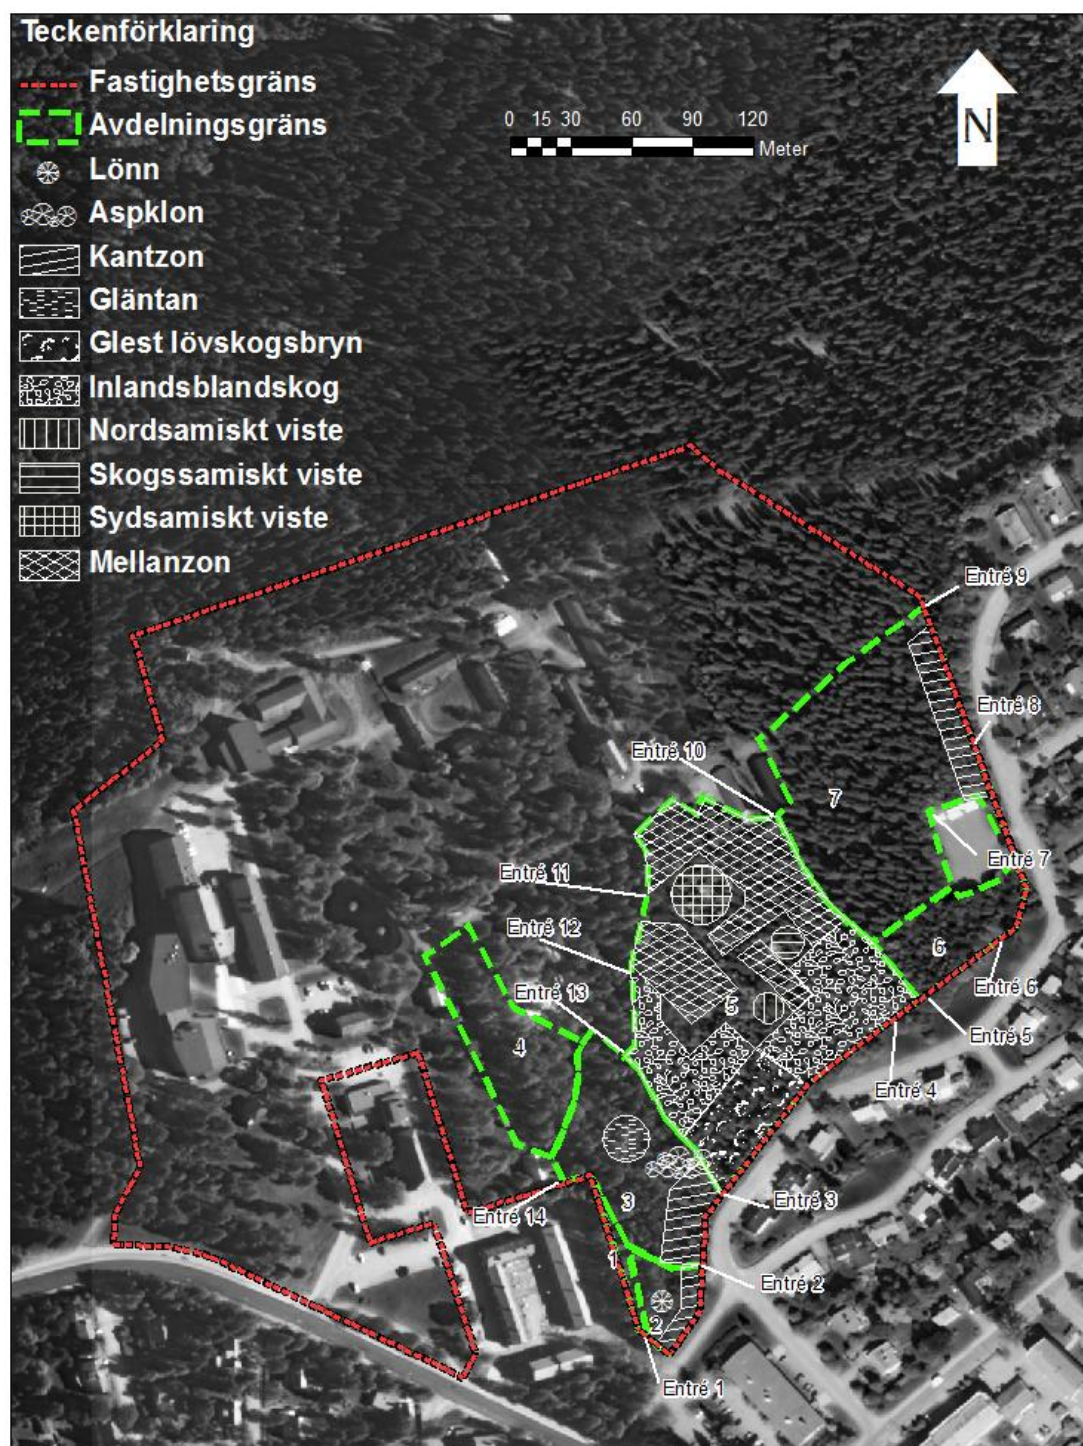 Teckenförklaring
Fastighetsgräns
Avdelningsgräns
Lönn
Aspklon
Kantzon
Gläntan
Glest lövskogsbryn
Inlandsblandskog
Nordsamiskt viste
Skogssamiskt viste
Sydsamiskt viste
Mellanzon
0 15 30 60 90 120
Meter
N
Entré 9
Entré 8
Entré 10
7
Entré 7
Entré 11
Entré 12
6
Entré 6
Entré 13
5
Entré 5
4
Entré 4
3
Entré 3
Entré 14
1
Entré 2
2
Entré 1